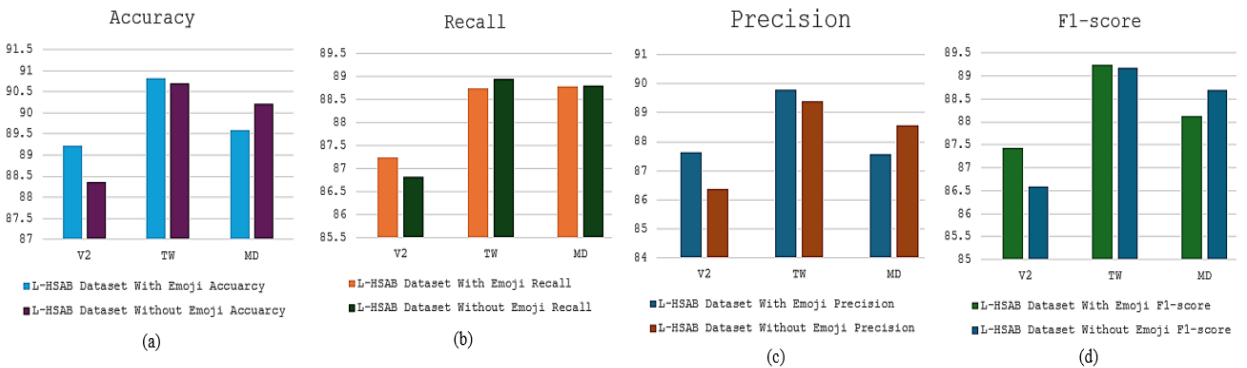 Accuracy
91.5
91
90.5
90
89.5
89
88.5
88
87.5
87
V2 TW MD
L-HSAB Dataset With Emoji Accuarcy
L-HSAB Dataset Without Emoji Accuarcy
(a)
Recall
89.5
89
88.5
88
87.5
87
86.5
86
85.5
V2 TW MD
L-HSAB Dataset With Emoji Recall
L-HSAB Dataset Without Emoji Recall
(b)
Precision
91
90
89
88
87
86
85
84
V2 TW MD
L-HSAB Dataset With Emoji Precision
L-HSAB Dataset Without Emoji Precision
(c)
F1-score
89.5
89
88.5
88
87.5
87
86.5
86
85.5
85
V2 TW MD
L-HSAB Dataset With Emoji F1-score
L-HSAB Dataset Without Emoji F1-score
(d)